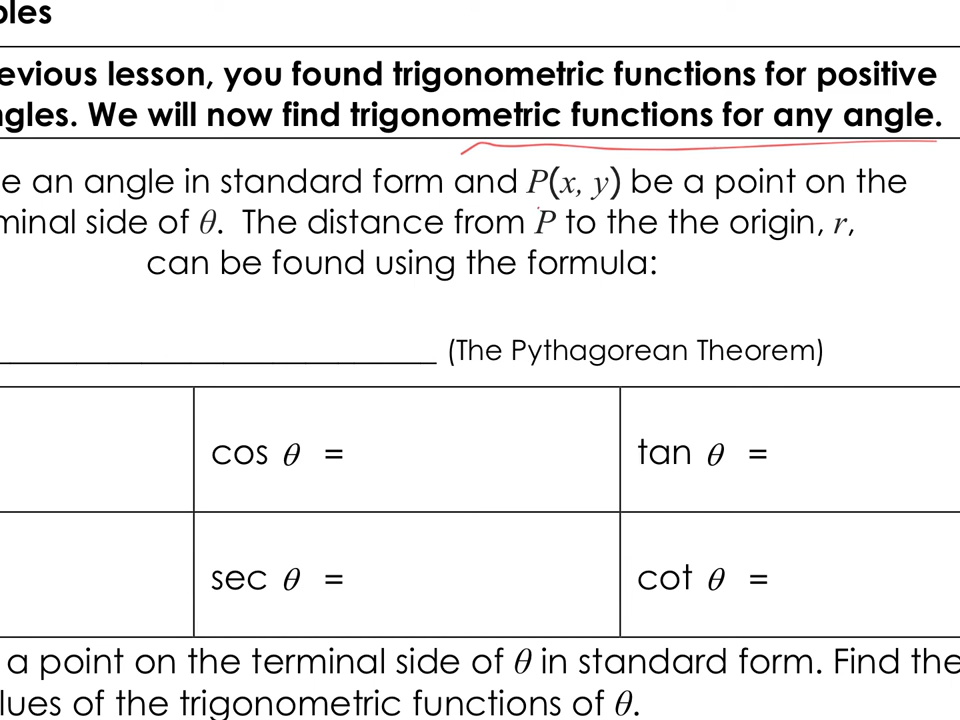 bles
evious lesson, you found trigonometric functions for positive
ngles. We will now find trigonometric functions for any angle.
e an angle in standard form and P(x, y) be a point on the
minal side of θ. The distance from P to the the origin, r,
can be found using the formula:
(The Pythagorean Theorem)
cos θ = tan θ =
sec θ = cot θ =
a point on the terminal side of θ in standard form. Find the
lues of the trigonometric functions of θ.